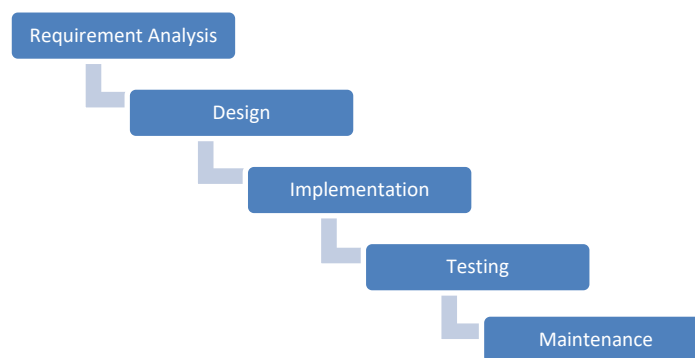 Requirement Analysis
Design
Implementation
Testing
Maintenance